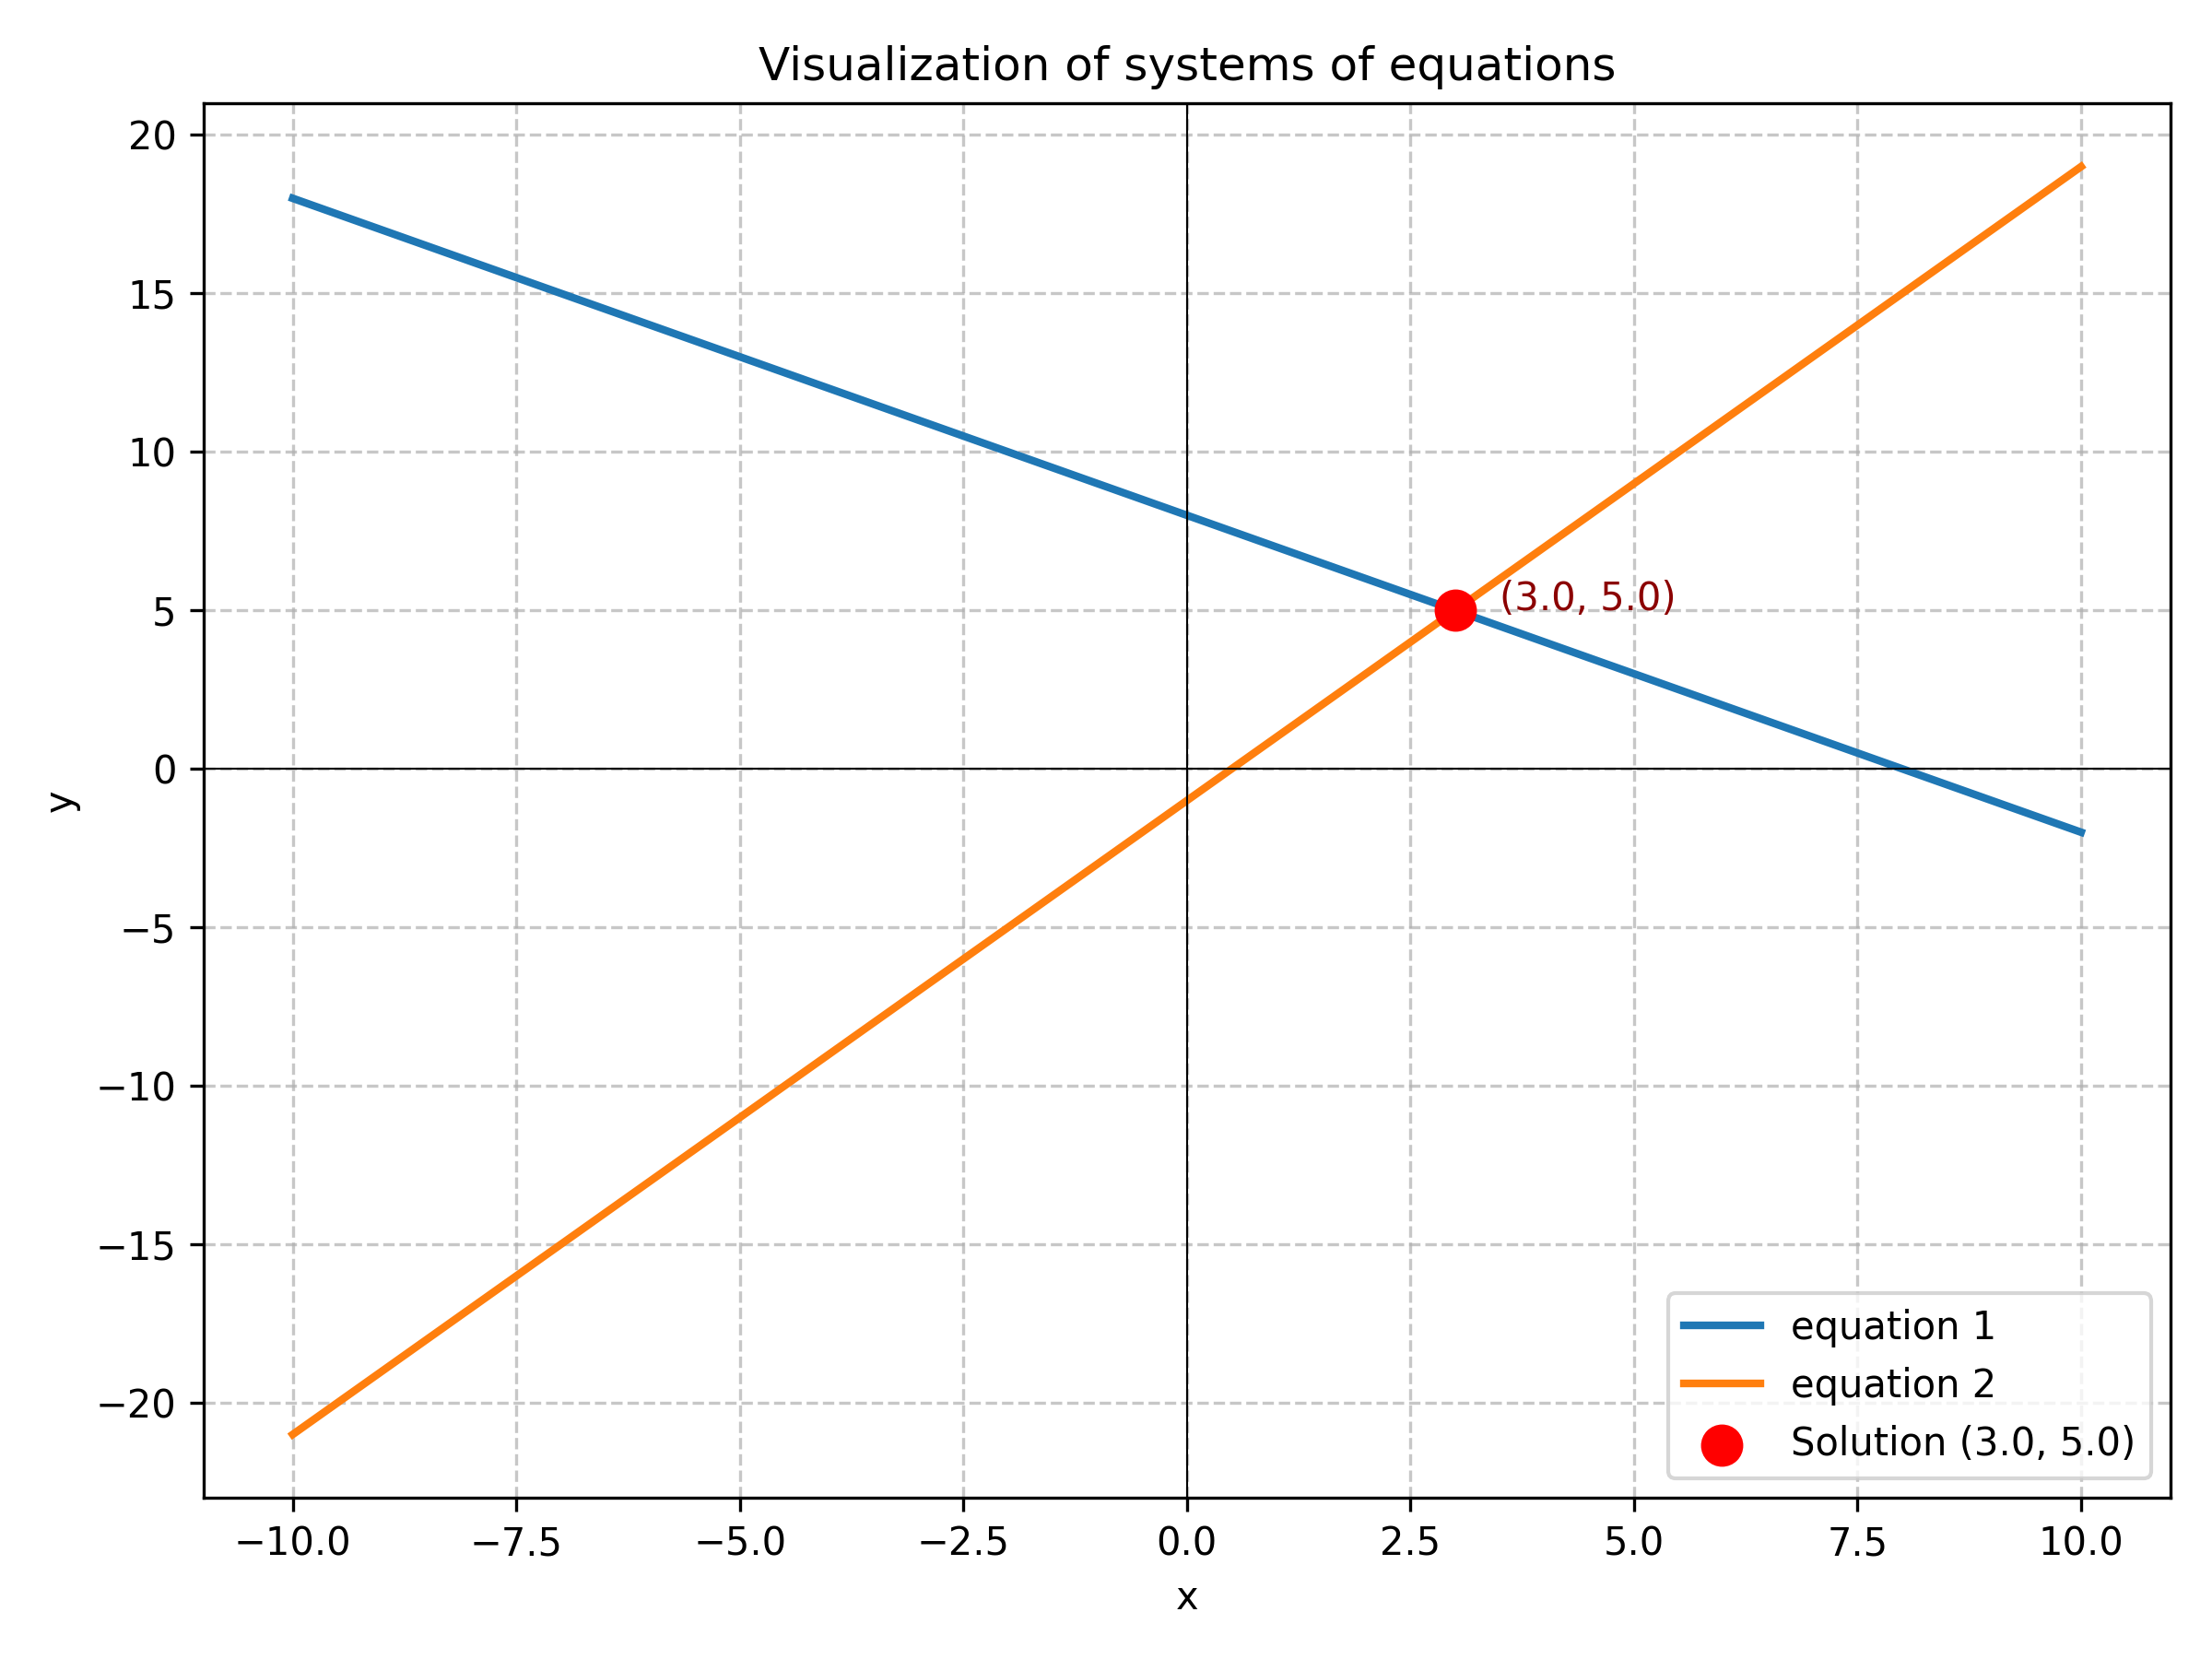 Visualization of systems of equations
20
15
10
5
0
−5
−10
−15
−20
y
(3.0, 5.0)
equation 1
equation 2
Solution (3.0, 5.0)
−10.0 −7.5 −5.0 −2.5 0.0 2.5 5.0 7.5 10.0
x